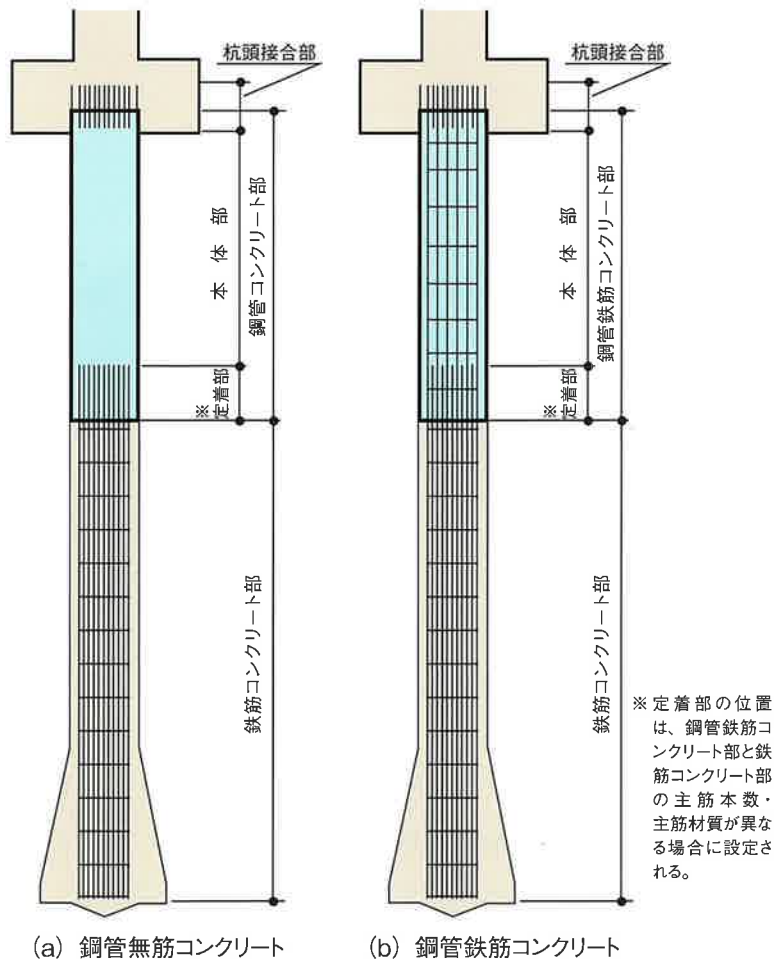 杭頭接合部
本体部
鋼管コンクリート部
※定着部
鉄筋コンクリート部
(a) 鋼管無筋コンクリート
杭頭接合部
本体部
鋼管鉄筋コンクリート部
※定着部
鉄筋コンクリート部
(b) 鋼管鉄筋コンクリート
※定着部の位置
は、鋼管鉄筋コ
ンクリート部と鉄
筋コンクリート部
の主筋本数・
主筋材質が異な
る場合に設定さ
れる。